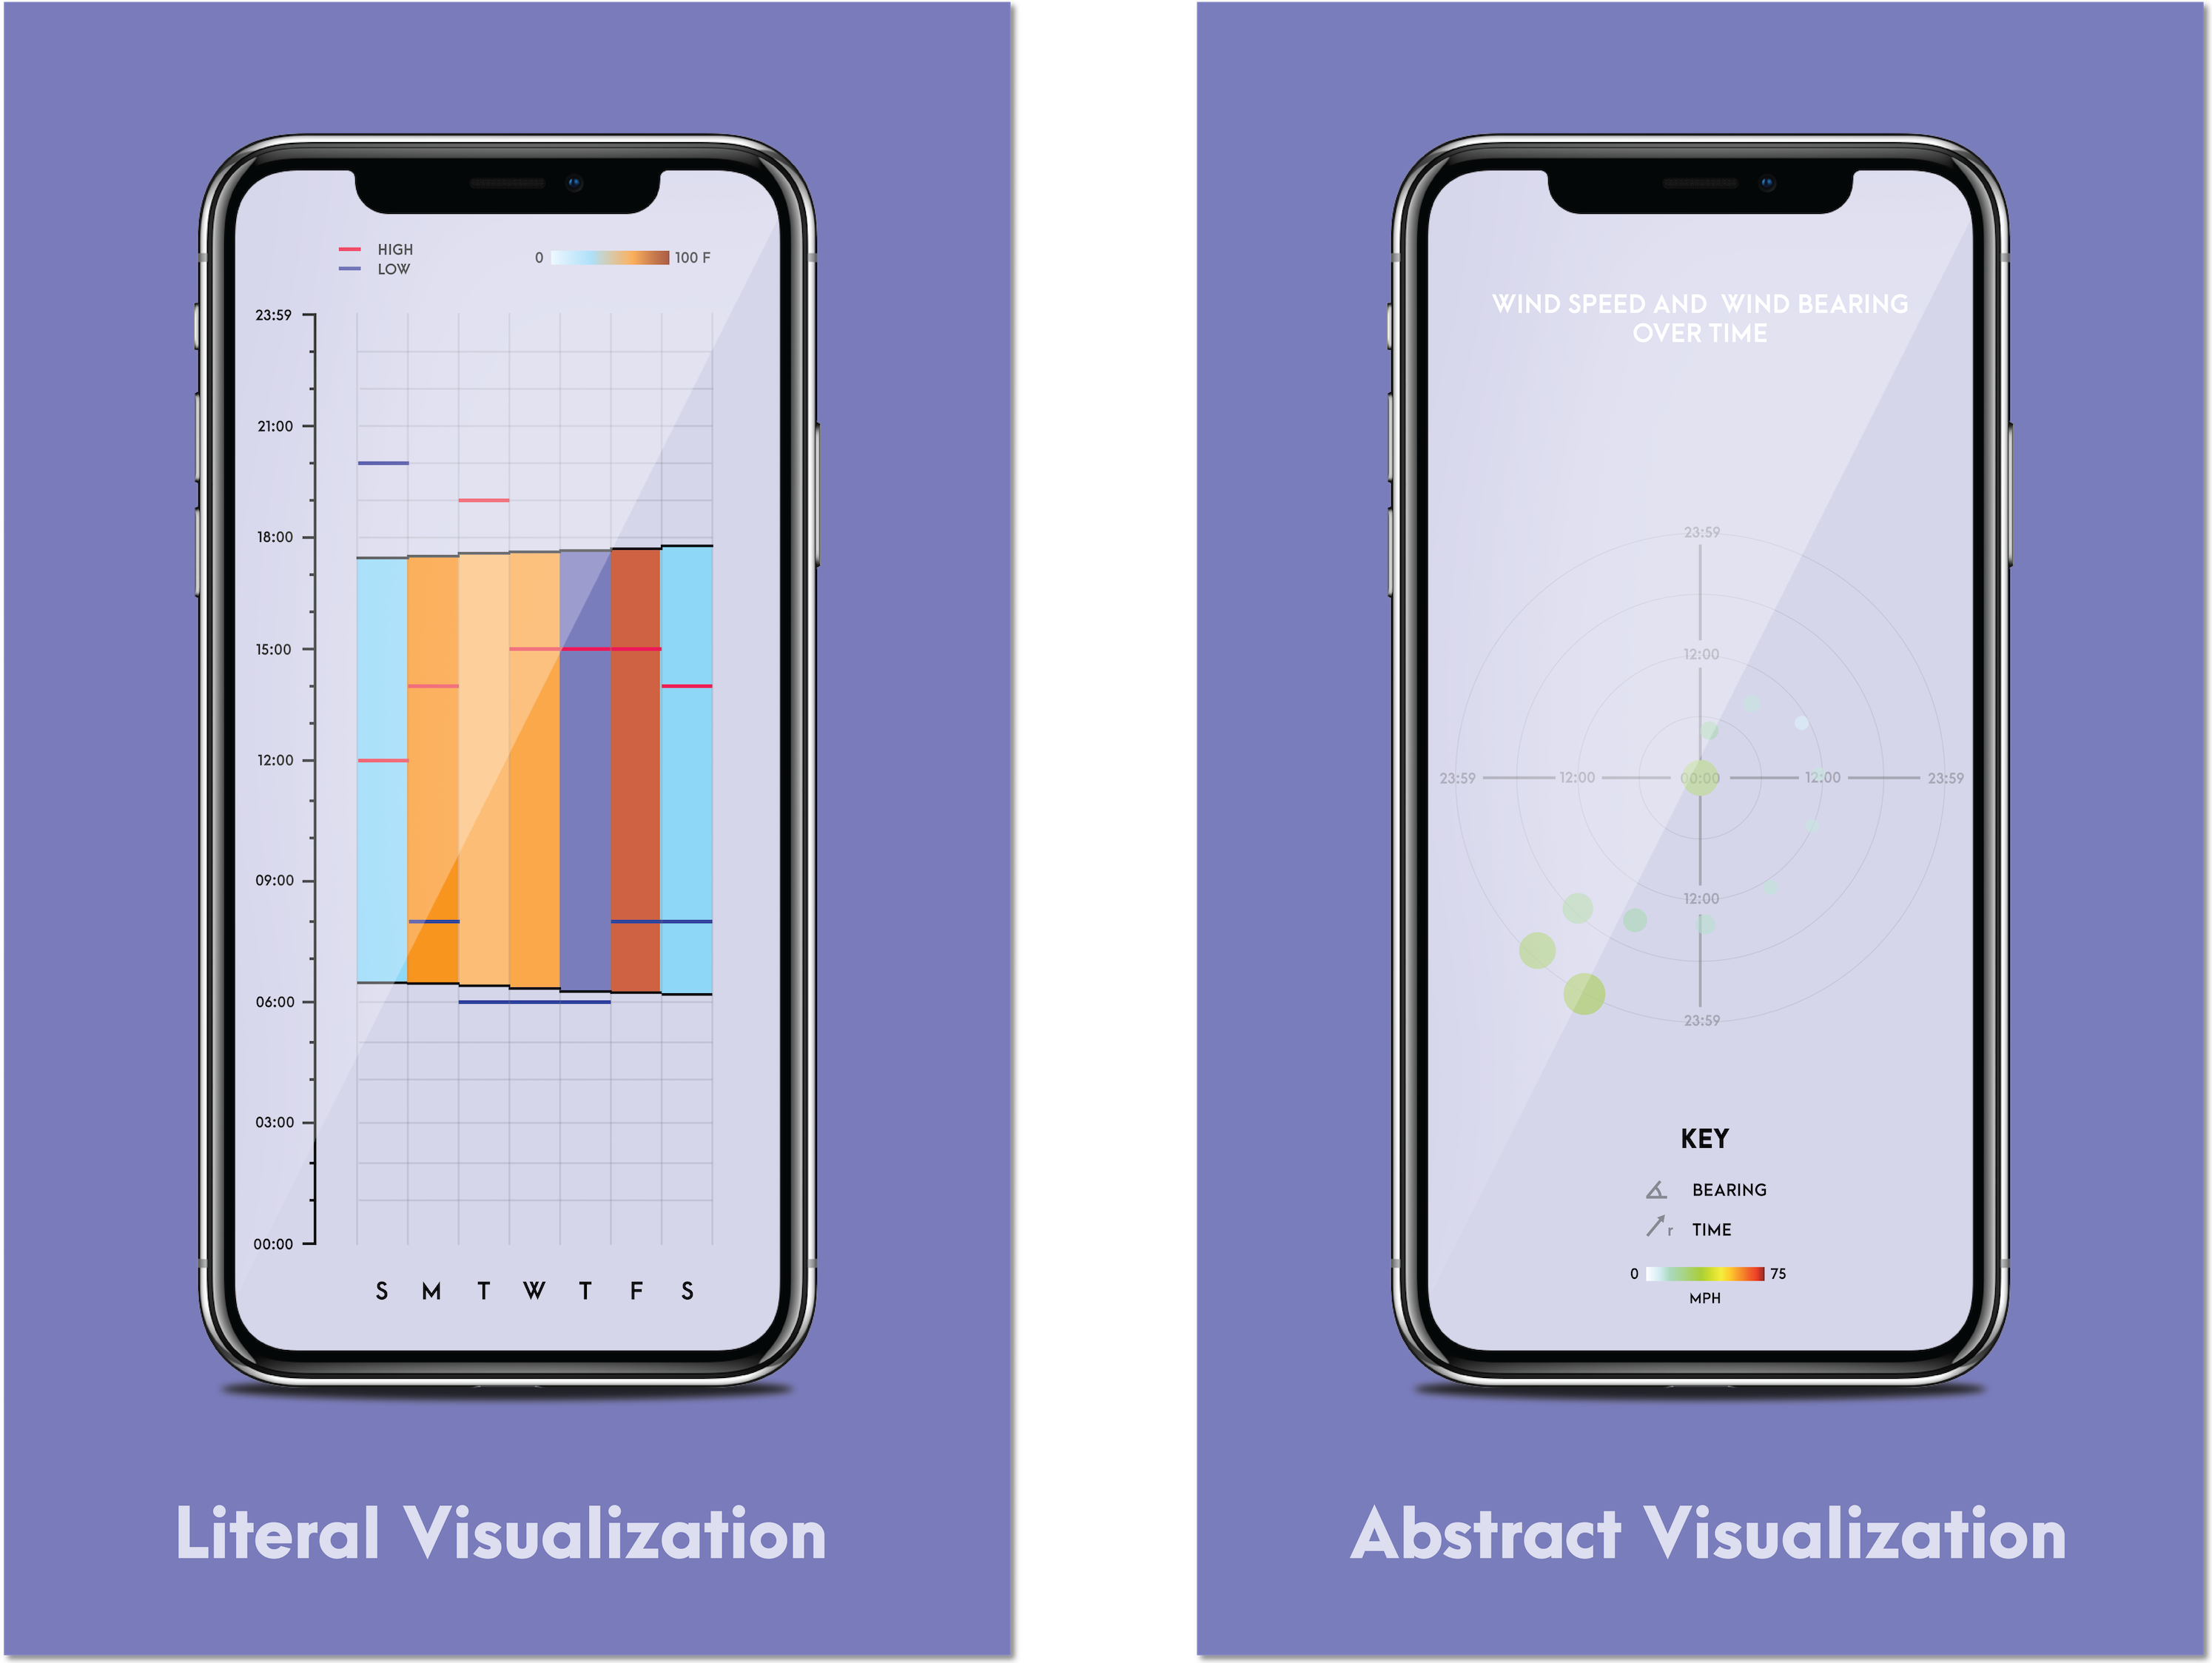 HIGH
LOW
0 100 F
23:59
21:00
18:00
15:00
12:00
09:00
06:00
03:00
00:00
S M T W T F S
Literal Visualization
WIND SPEED AND WIND BEARING
OVER TIME
23:59
12:00
23:59 12:00 00:00 12:00 23:59
12:00
23:59
KEY
BEARING
r TIME
0 75
MPH
Abstract Visualization